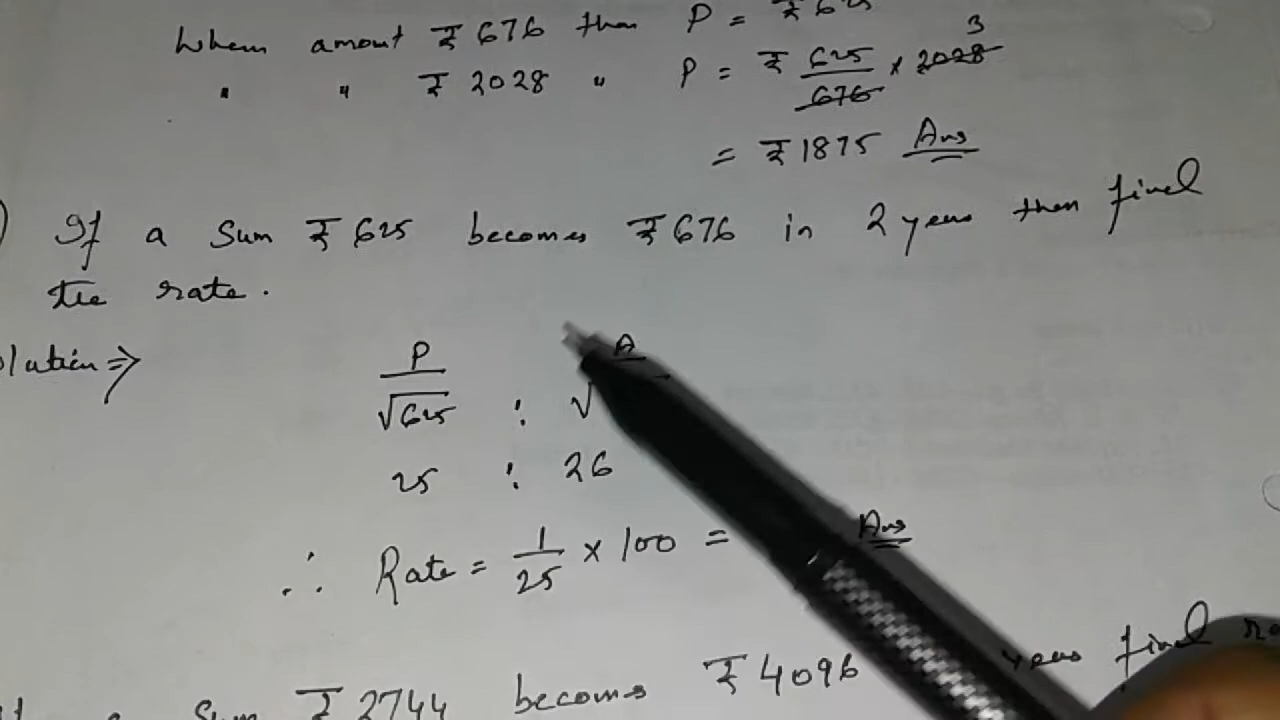 When amount ₹ 676 then P = ₹ 625
" " ₹ 2028 " P = ₹ 625/676 × 2028 3
= ₹ 1875 Ans
) If a Sum ₹ 625 becomes ₹ 676 in 2 years then find
the rate.
olution ⇒ P A
√625 : √
25 : 26
∴ Rate = 1/25 × 100 = Ans
Sum ₹ 2744 becomes ₹ 4096 years find